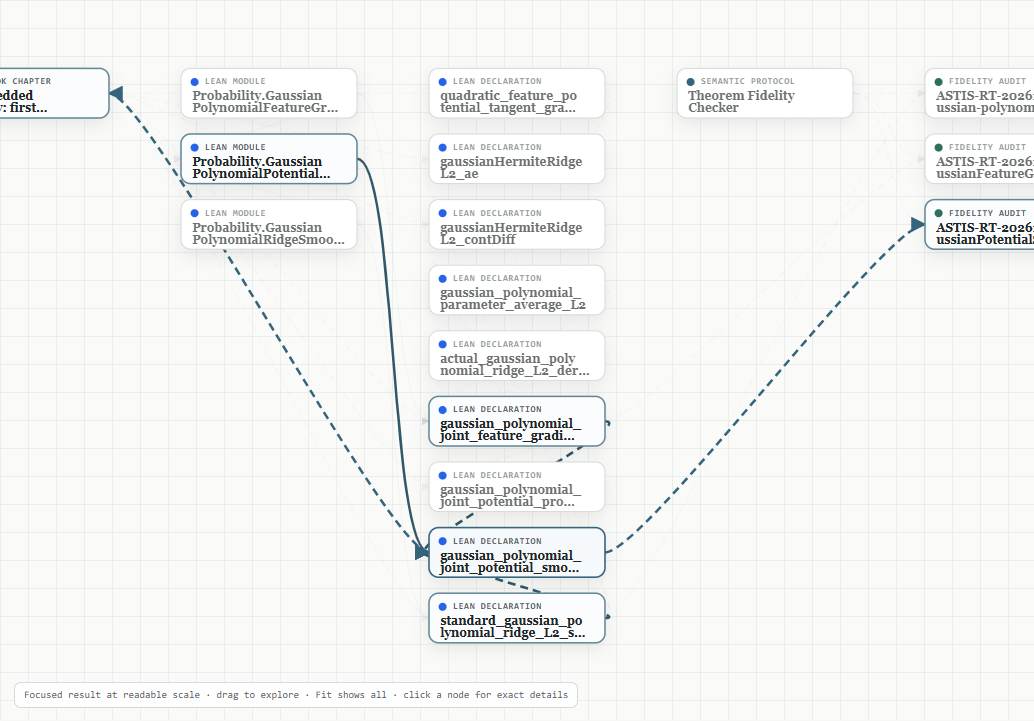 OK CHAPTER
edded
y: first...
LEAN MODULE
Probability.Gaussian
PolynomialFeatureGr...
LEAN MODULE
Probability.Gaussian
PolynomialPotential...
LEAN MODULE
Probability.Gaussian
PolynomialRidgeSmoo...
LEAN DECLARATION
quadratic_feature_po
tential_tangent_gra...
LEAN DECLARATION
gaussianHermiteRidge
L2_ae
LEAN DECLARATION
gaussianHermiteRidge
L2_contDiff
LEAN DECLARATION
gaussian_polynomial_
parameter_average_L2
LEAN DECLARATION
actual_gaussian_poly
nomial_ridge_L2_der...
LEAN DECLARATION
gaussian_polynomial_
joint_feature_gradi...
LEAN DECLARATION
gaussian_polynomial_
joint_potential_pro...
LEAN DECLARATION
gaussian_polynomial_
joint_potential_smo...
LEAN DECLARATION
standard_gaussian_po
lynomial_ridge_L2_s...
SEMANTIC PROTOCOL
Theorem Fidelity
Checker
FIDELITY AUDIT
ASTIS-RT-2026
ussian-polynom
FIDELITY AUDIT
ASTIS-RT-2026
ussianFeatureG
FIDELITY AUDIT
ASTIS-RT-2026
ussianPotential
Focused result at readable scale · drag to explore · Fit shows all · click a node for exact details